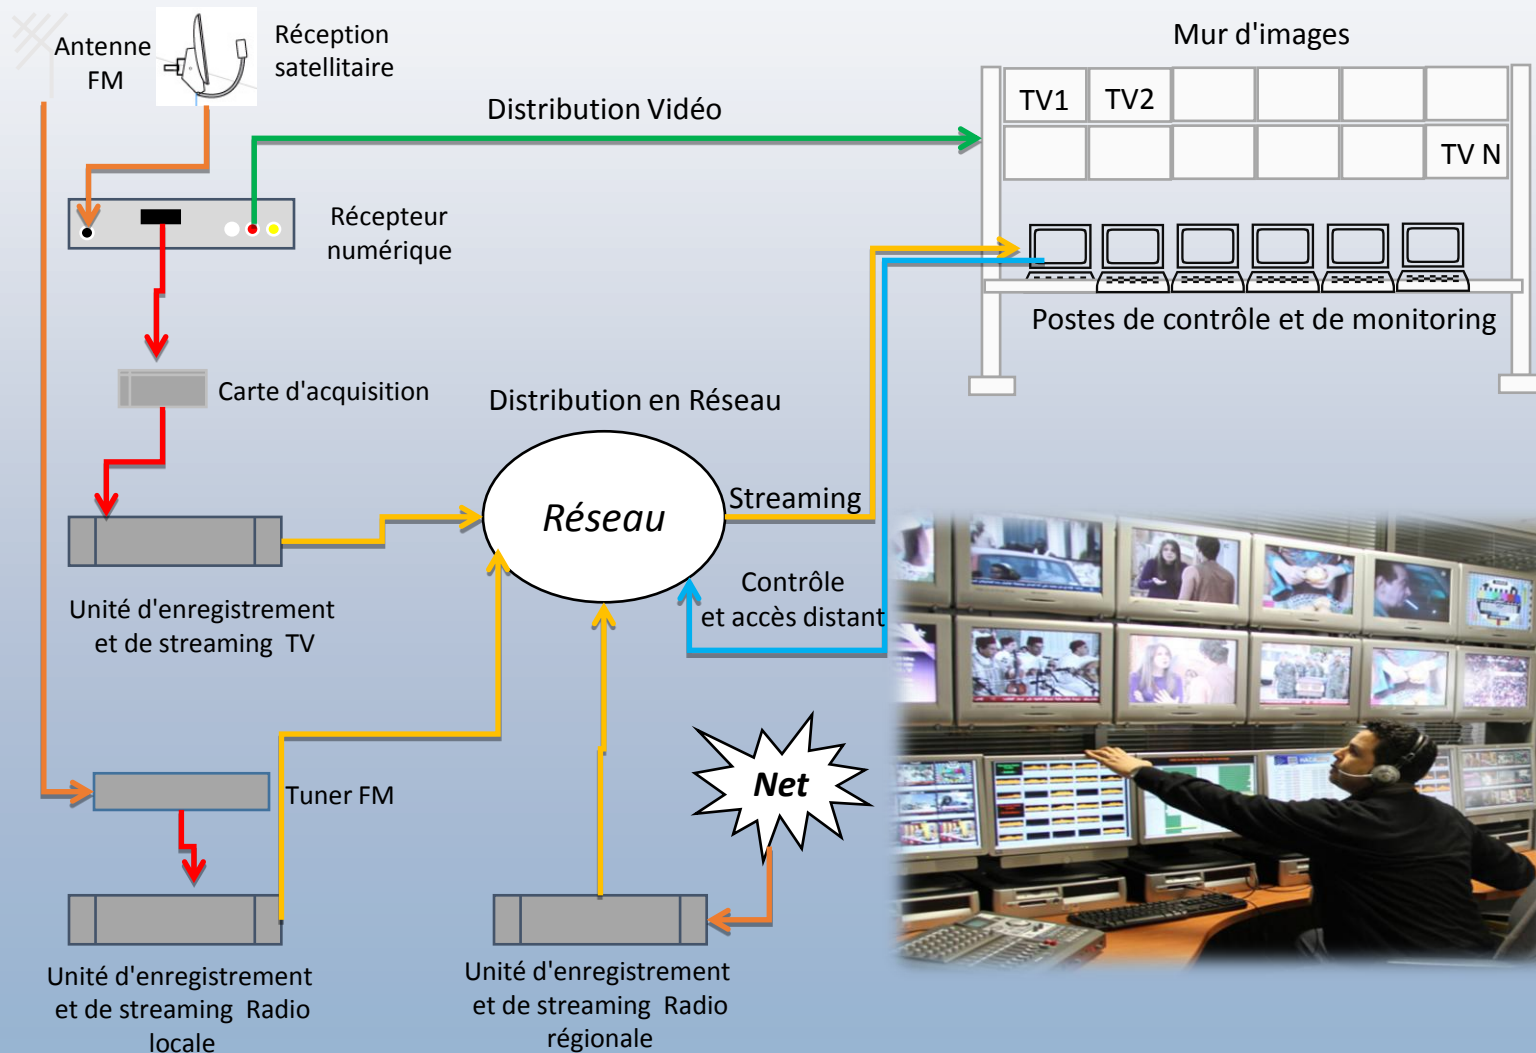 Antenne
FM
Réception
satellitaire
Mur d'images
TV1
TV2
TV N
Distribution Vidéo
Récepteur
numérique
Postes de contrôle et de monitoring
Carte d'acquisition
Distribution en Réseau
Réseau
Streaming
Contrôle
et accès distant
Unité d'enregistrement
et de streaming TV
Net
Tuner FM
Unité d'enregistrement
et de streaming Radio
locale
Unité d'enregistrement
et de streaming Radio
régionale